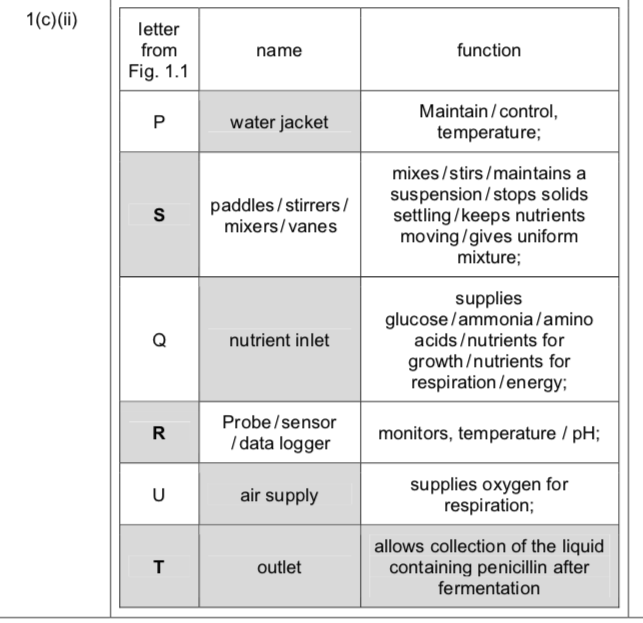 1(c)(ii)
letter
from
Fig. 1.1
name
function
P
water jacket
Maintain / control,
temperature;
S
paddles / stirrers /
mixers / vanes
mixes / stirs / maintains a
suspension / stops solids
settling / keeps nutrients
moving / gives uniform
mixture;
Q
nutrient inlet
supplies
glucose / ammonia / amino
acids / nutrients for
growth / nutrients for
respiration / energy;
R
Probe / sensor
/ data logger
monitors, temperature / pH;
U
air supply
supplies oxygen for
respiration;
T
outlet
allows collection of the liquid
containing penicillin after
fermentation